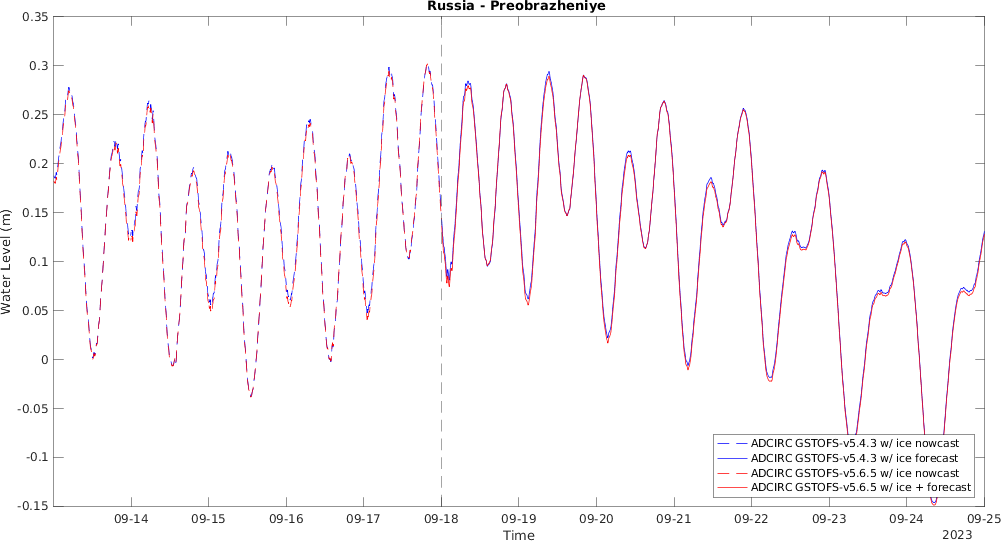 Russia - Preobrazheniye
Water Level (m)
0.35
0.3
0.25
0.2
0.15
0.1
0.05
0
-0.05
-0.1
-0.15
ADCIRC GSTOFS-v5.4.3 w/ ice nowcast
ADCIRC GSTOFS-v5.4.3 w/ ice forecast
ADCIRC GSTOFS-v5.6.5 w/ ice nowcast
ADCIRC GSTOFS-v5.6.5 w/ ice + forecast
09-14 09-15 09-16 09-17 09-18 09-19 09-20 09-21 09-22 09-23 09-24 09-25
Time
2023